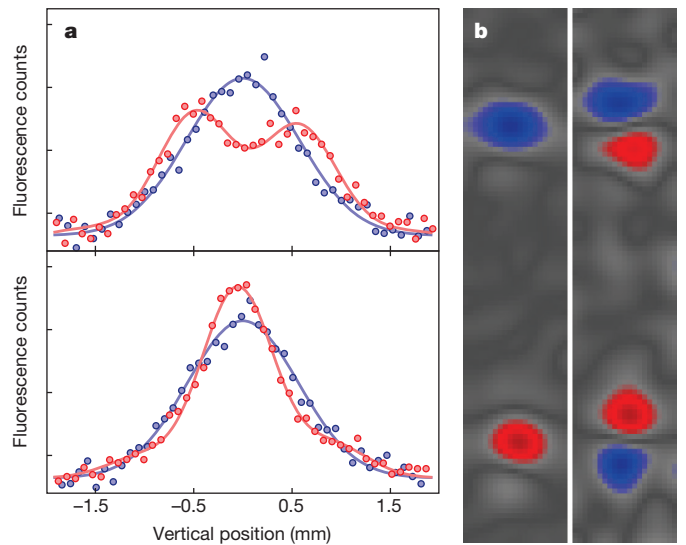 a
b
Fluorescence counts
Fluorescence counts
−1.5
−0.5
0.5
1.5
Vertical position (mm)